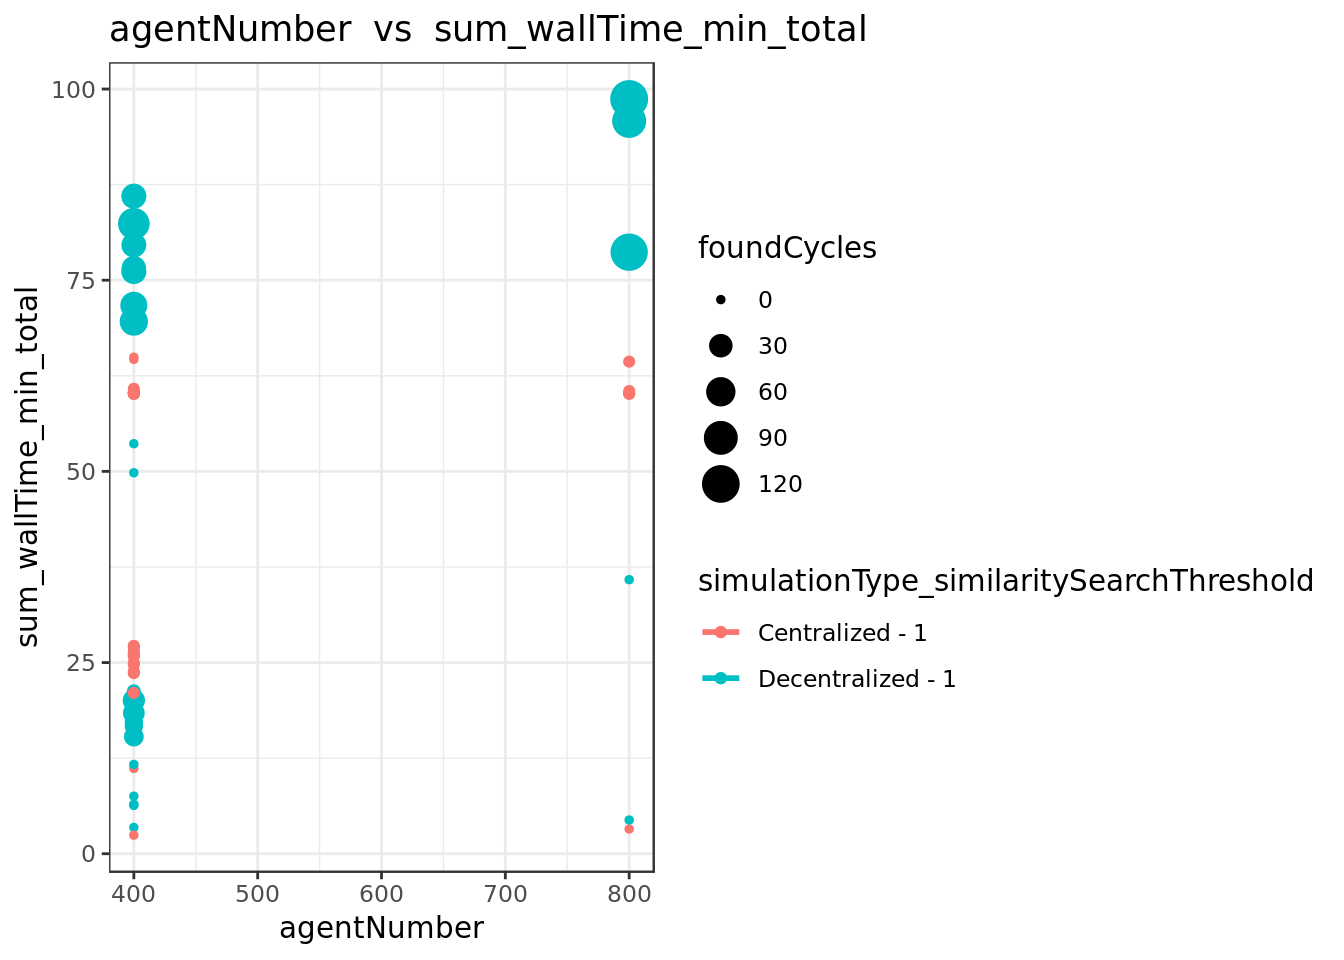 agentNumber vs sum_wallTime_min_total
100
75
50
25
0
sum_wallTime_min_total
400 500 600 700 800
agentNumber
foundCycles
0
30
60
90
120
simulationType_similaritySearchThreshold
Centralized - 1
Decentralized - 1